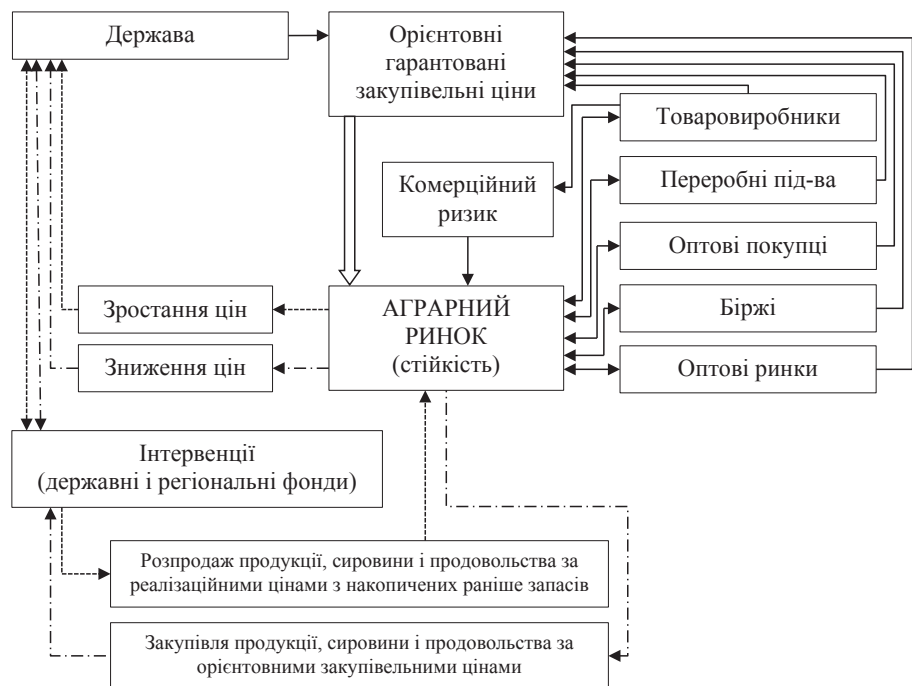 Держава
Орієнтовні
гарантовані
закупівельні ціни
Товаровиробники
Комерційний
ризик
Переробні під-ва
Оптові покупці
Зростання цін
АГРАРНИЙ
РИНОК
(стійкість)
Біржі
Зниження цін
Оптові ринки
Інтервенції
(державні і регіональні фонди)
Розпродаж продукції, сировини і продовольства за
реалізаційними цінами з накопичених раніше запасів
Закупівля продукції, сировини і продовольства за
орієнтовними закупівельними цінами